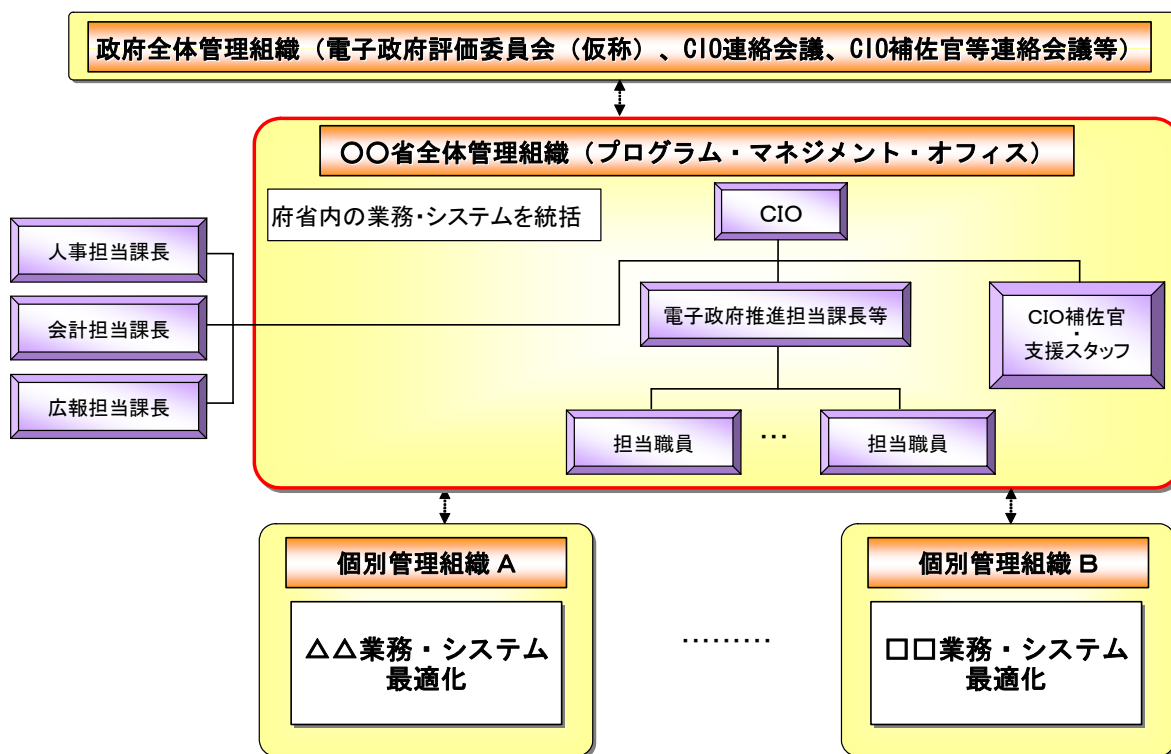 政府全体管理組織（電子政府評価委員会（仮称）、CIO連絡会議、CIO補佐官等連絡会議等）
〇〇省全体管理組織（プログラム・マネジメント・オフィス）
府省内の業務・システムを統括
CIO
人事担当課長
会計担当課長
広報担当課長
電子政府推進担当課長等
CIO補佐官
・
支援スタッフ
担当職員
…
担当職員
個別管理組織 A
△△業務・システム
最適化
………
個別管理組織 B
□□業務・システム
最適化